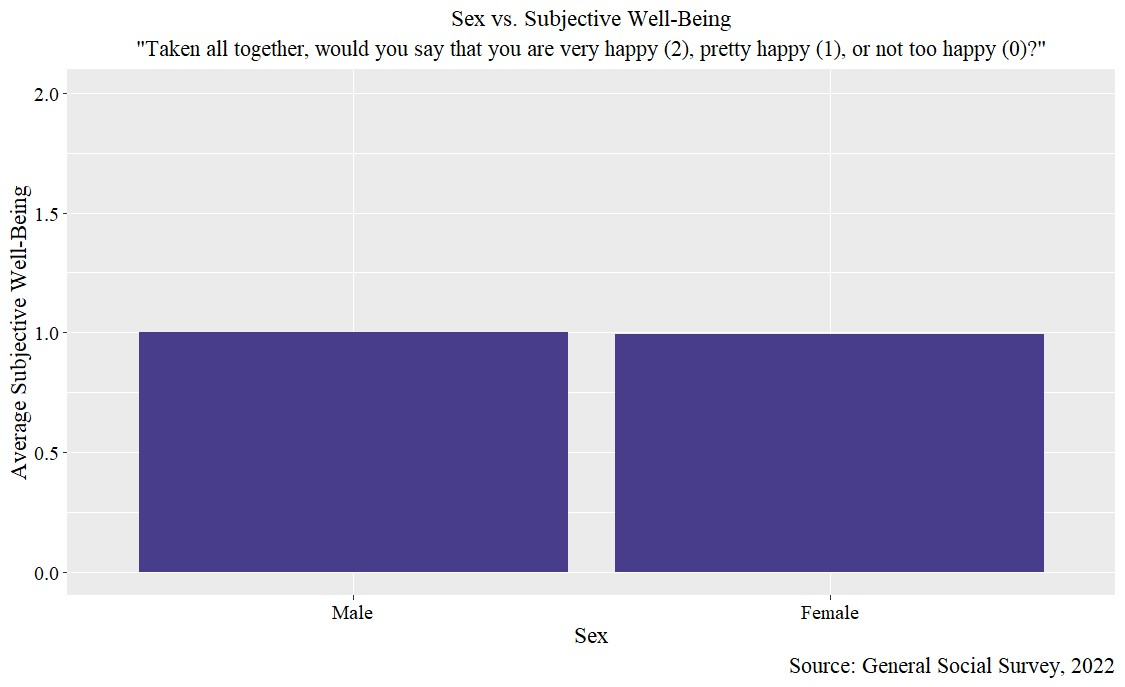 Sex vs. Subjective Well-Being
"Taken all together, would you say that you are very happy (2), pretty happy (1), or not too happy (0)?"
Average Subjective Well-Being
2.0
1.5
1.0
0.5
0.0
Male Female
Sex
Source: General Social Survey, 2022